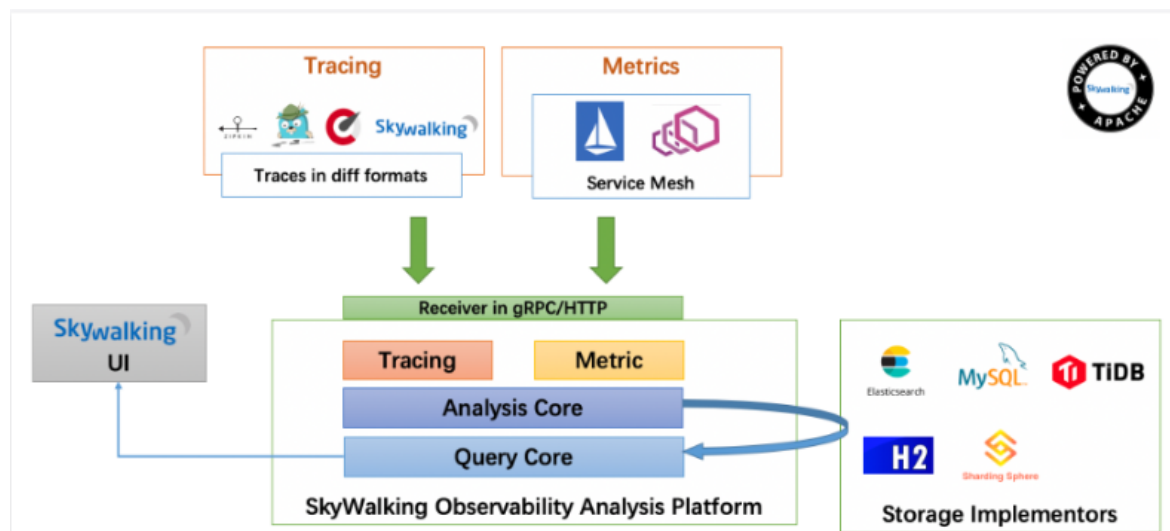 Tracing
ZIPKIN
Skywalking
Traces in diff formats
Metrics
Service Mesh
POWERED BY
Skywalking
APACHE
Receiver in gRPC/HTTP
Skywalking
UI
Tracing
Metric
Analysis Core
Query Core
SkyWalking Observability Analysis Platform
Elasticsearch
MySQL
TiDB
H2
Sharding Sphere
Storage Implementors